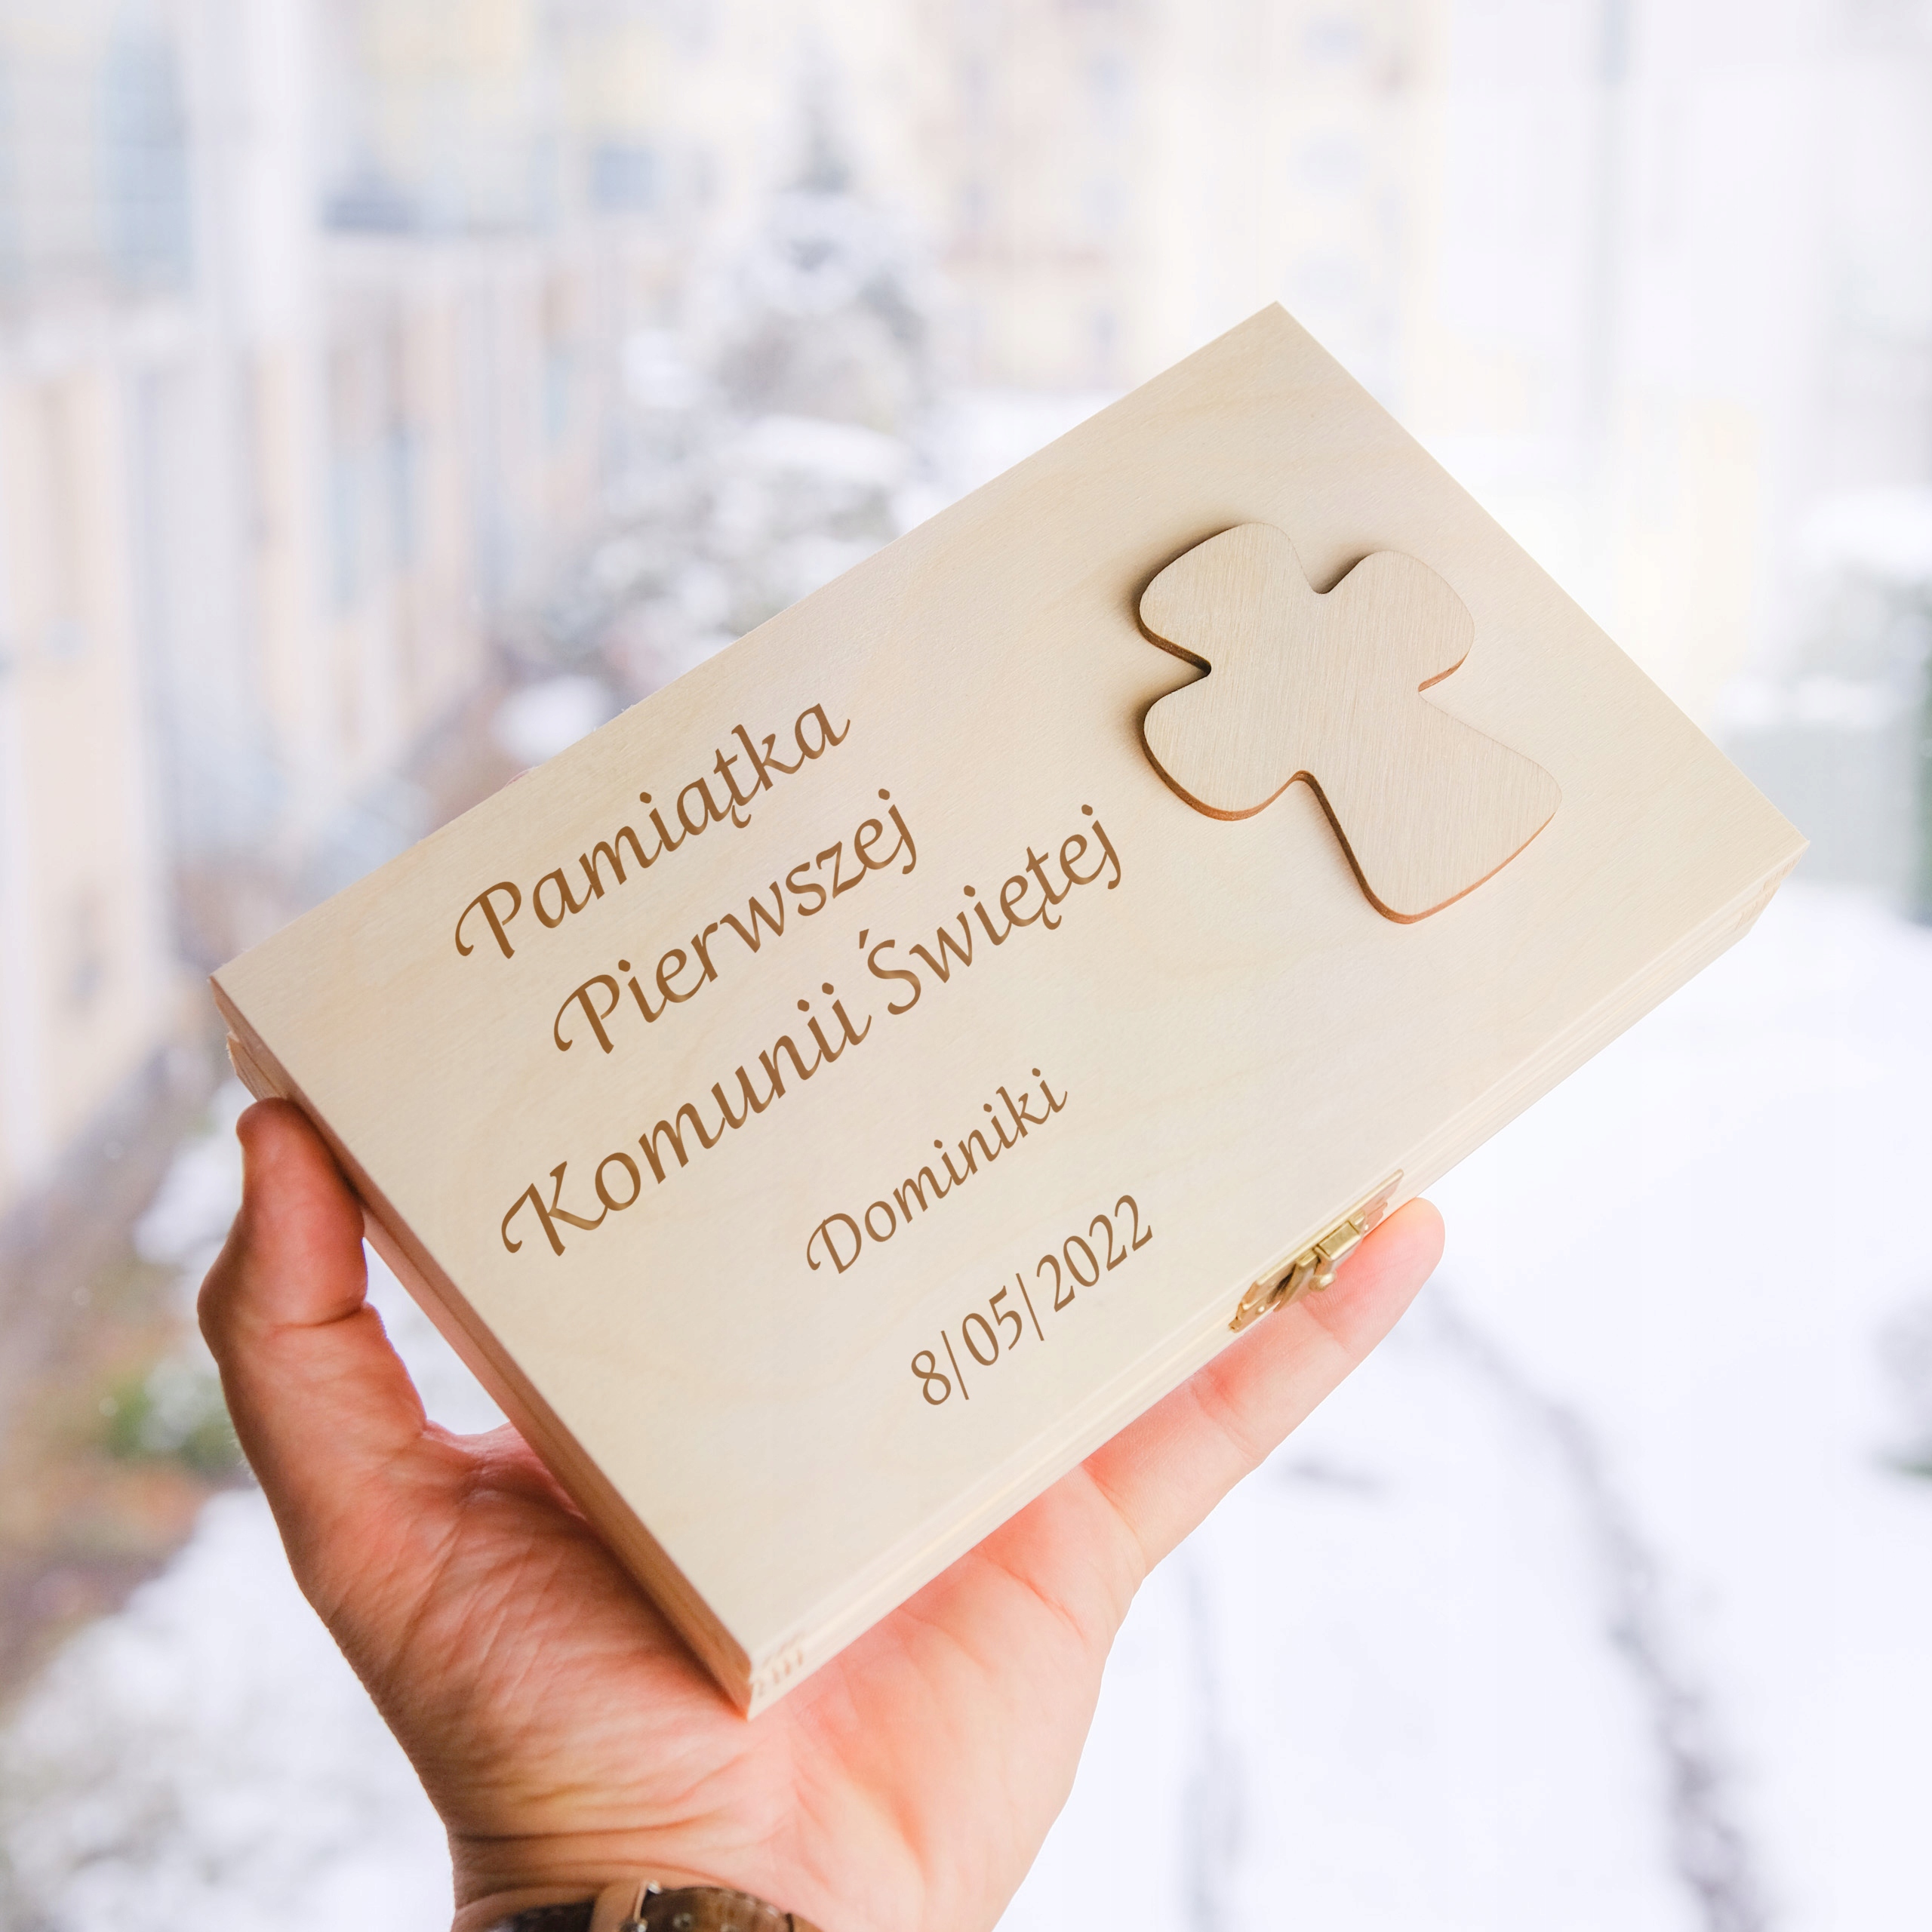 Pamiątka
Pierwszej
Komunii Świętej
Dominiki
8/05/2022